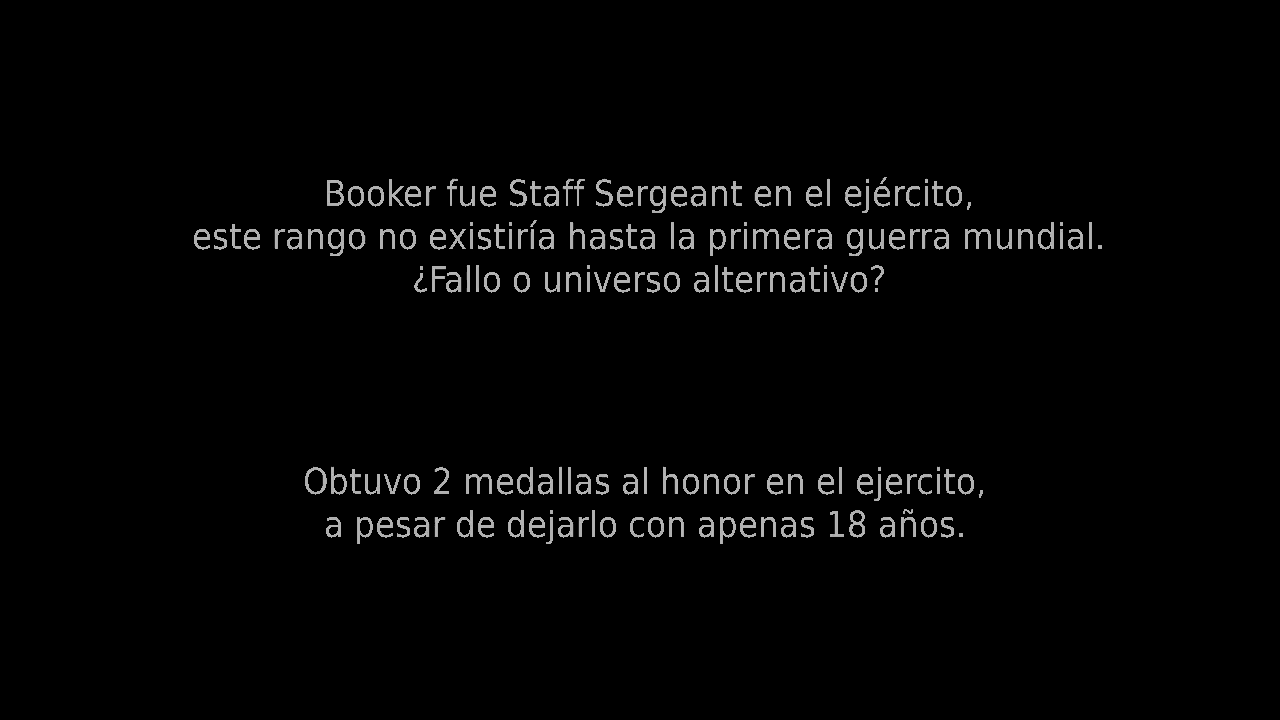 Booker fue Staff Sergeant en el ejército,
este rango no existiría hasta la primera guerra mundial.
¿Fallo o universo alternativo?
Obtuvo 2 medallas al honor en el ejercito,
a pesar de dejarlo con apenas 18 años.